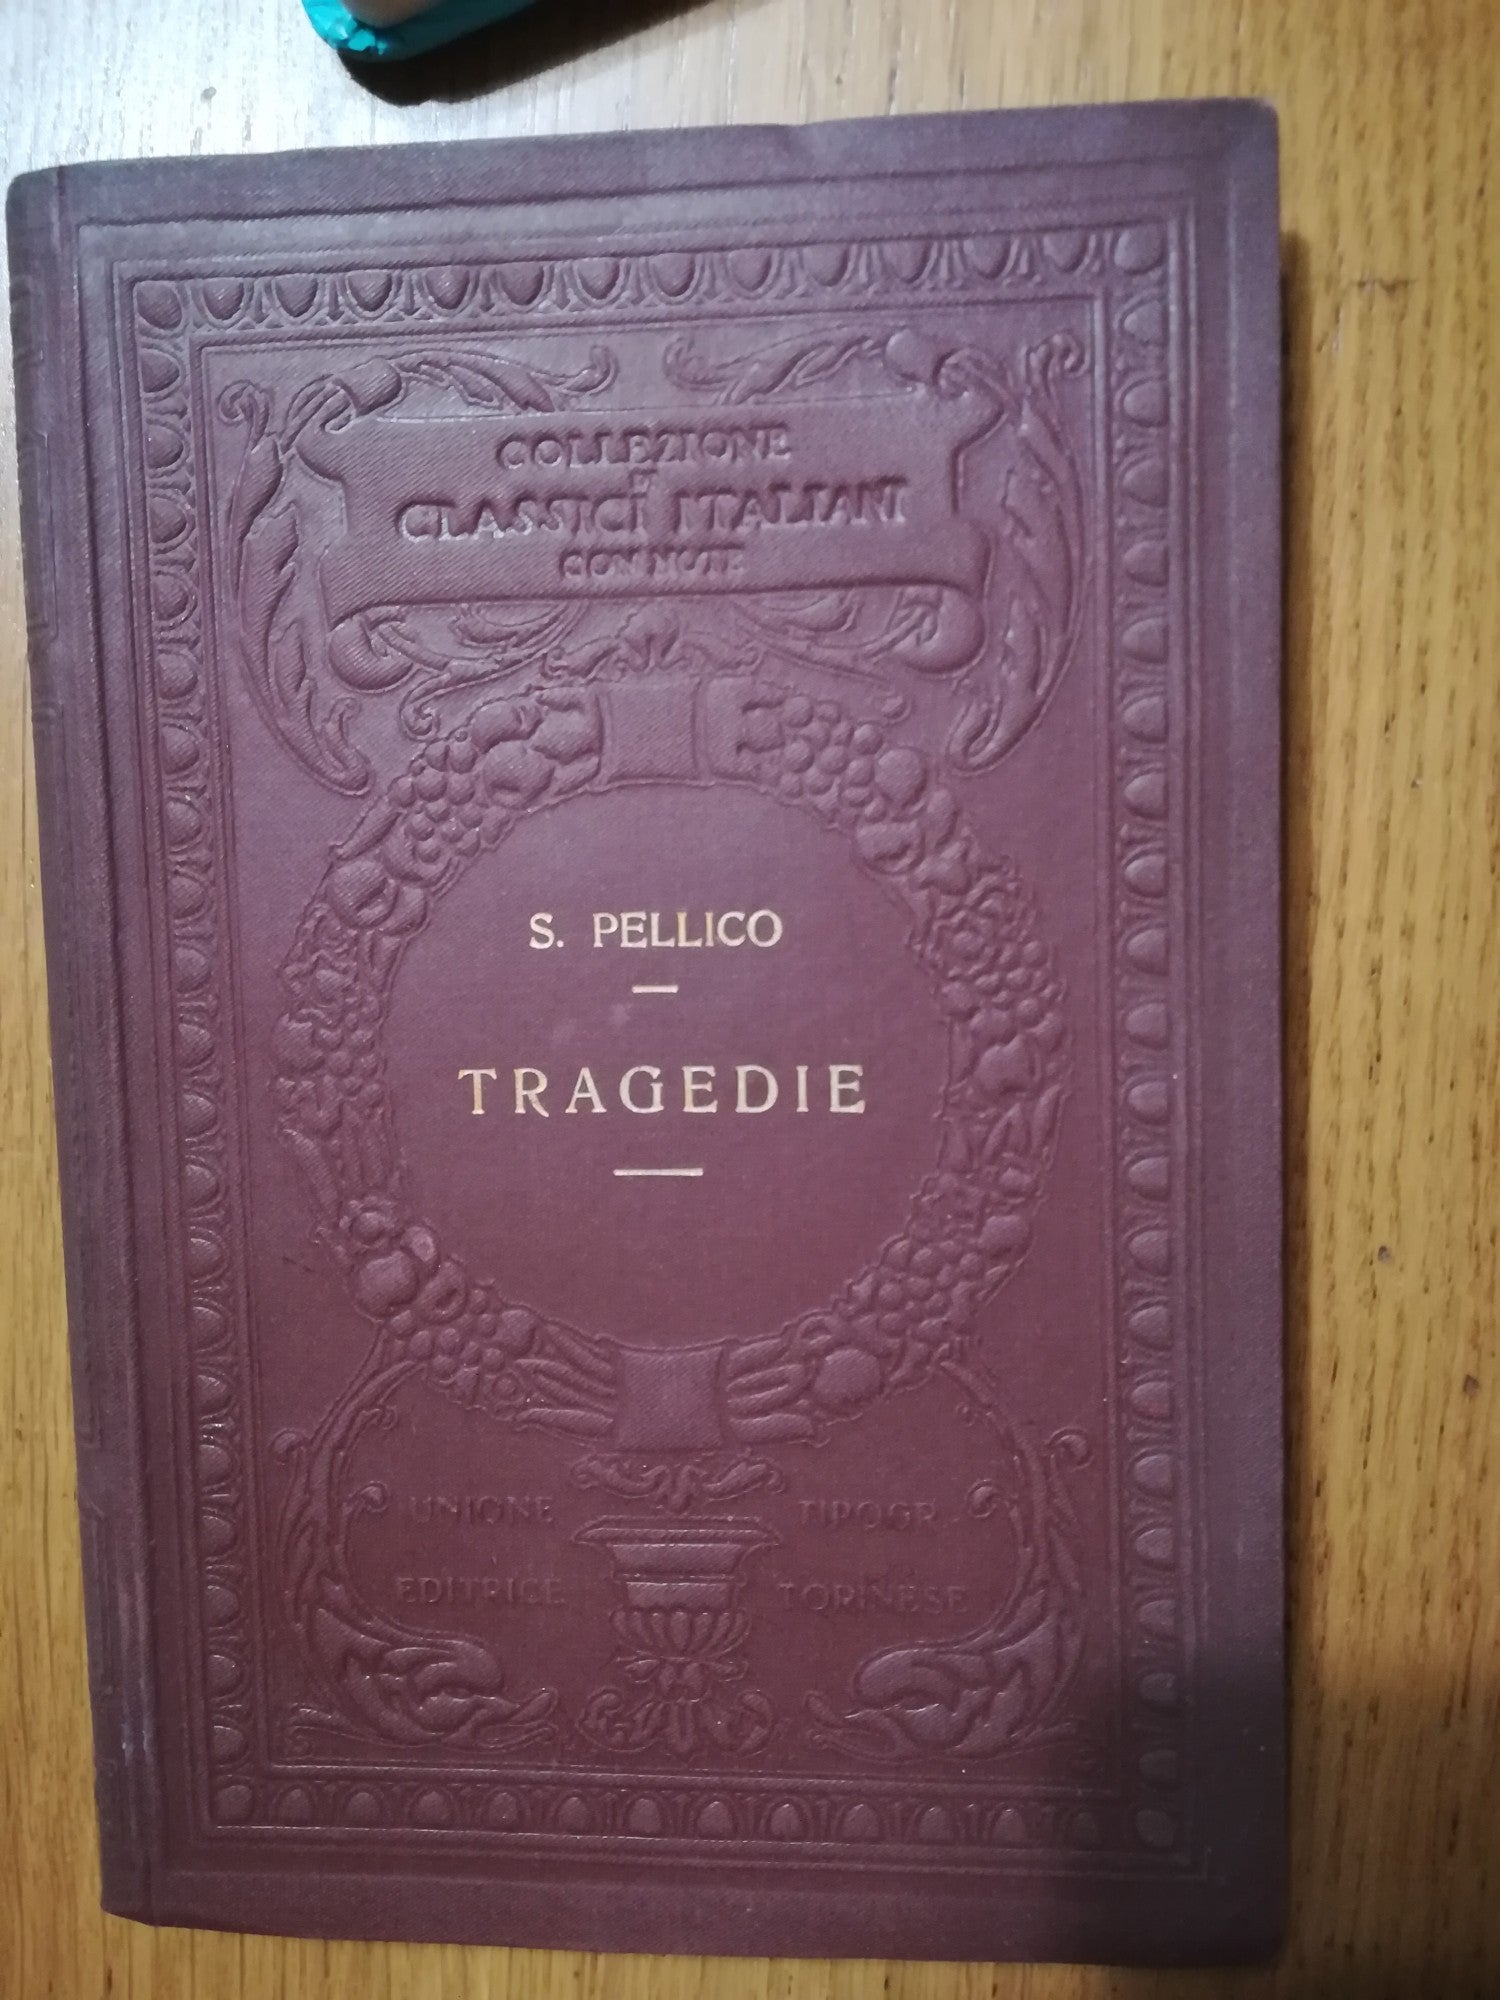 COLLEZIONE
DI
CLASSICI ITALIANI
CON NOTE
S. PELLICO
TRAGEDIE
UNIONE TIPOGR.
EDITRICE TORINESE